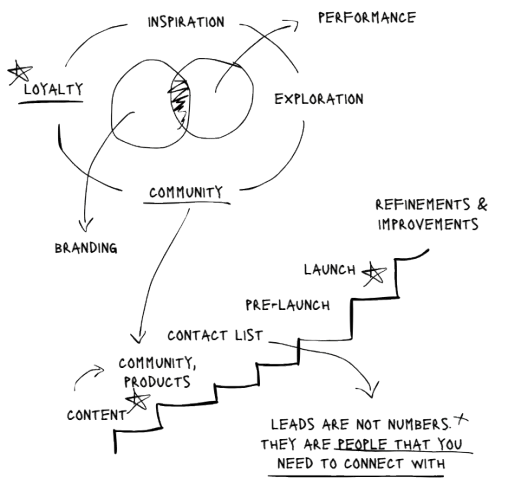 INSPIRATION
PERFORMANCE
LOYALTY
EXPLORATION
COMMUNITY
BRANDING
REFINEMENTS &
IMPROVEMENTS
LAUNCH
PRE-LAUNCH
CONTACT LIST
COMMUNITY,
PRODUCTS
CONTENT
LEADS ARE NOT NUMBERS.
THEY ARE PEOPLE THAT YOU
NEED TO CONNECT WITH